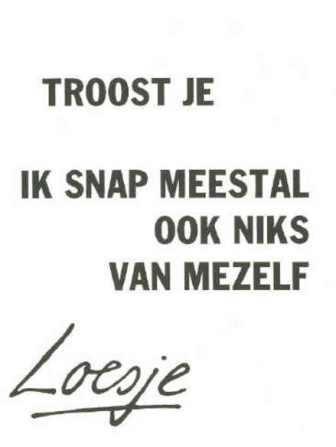 TROOST JE
IK SNAP MEESTAL
OOK NIKS
VAN MEZELF
Loesje